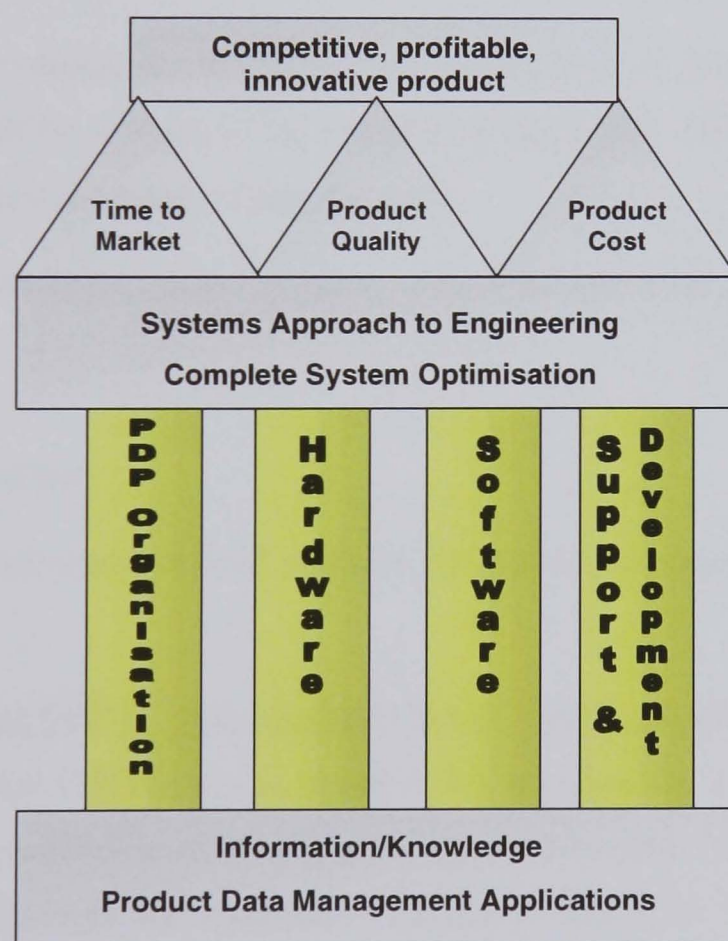 Competitive, profitable,
innovative product
Time to
Market
Product
Quality
Product
Cost
Systems Approach to Engineering
Complete System Optimisation
PDP Organisation
Hardware
Software
Support &
Development
Information/Knowledge
Product Data Management Applications